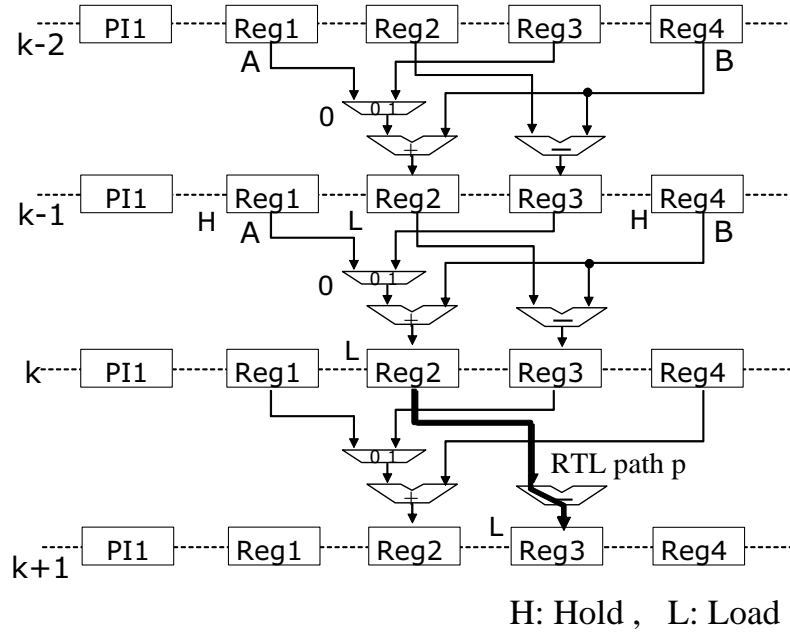 k-2 PI1 Reg1 Reg2 Reg3 Reg4
A B
0 0 1
+ −
k-1 PI1 Reg1 Reg2 Reg3 Reg4
H A L H B
0 0 1
+ −
L
k PI1 Reg1 Reg2 Reg3 Reg4
0 1 RTL path p
+ −
L
k+1 PI1 Reg1 Reg2 Reg3 Reg4
H: Hold , L: Load